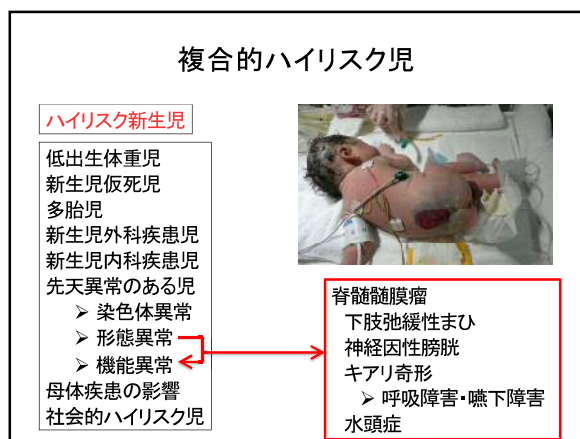 複合的ハイリスク児
ハイリスク新生児
低出生体重児
新生児仮死児
多胎児
新生児外科疾患児
新生児内科疾患児
先天異常のある児
➢ 染色体異常
➢ 形態異常
➢ 機能異常
母体疾患の影響
社会的ハイリスク児
脊髄髄膜瘤
下肢弛緩性まひ
神経因性膀胱
キアリ奇形
➢ 呼吸障害・嚥下障害
水頭症